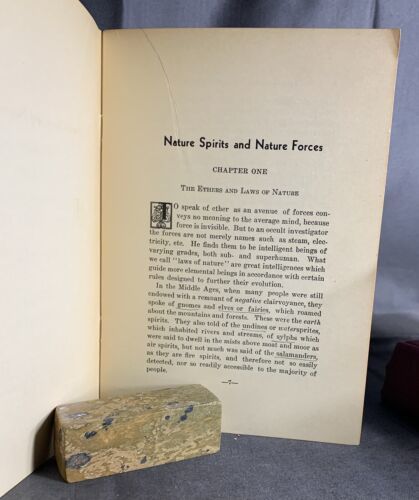 Nature Spirits and Nature Forces
CHAPTER ONE
THE ETHERS AND LAWS OF NATURE
TO speak of ether as an avenue of forces con-
veys no meoning to the average mind, because
force is invisible. But to an occult investigator
the forces are not merely names such as steam, elec-
tricity, etc. He finds them to be intelligent beings of
varying grades, both sub- and superhuman. What
we call "laws of nature" are great intelligences which
guide more elemental beings in accordance with certain
rules designed to further their evolution.
In the Middle Ages, when many people were still
endowed with a remnant of negative clairvoyance, they
spoke of gnomes and elves or fairies, which roamed
about the mountains and forests. These were the earth
spirits. They also told of the undines or watersprites,
which inhabited rivers and streams, of sylphs which
were said to dwell in the mists above moat and moor as
air spirits, but not much was said of the salamanders,
as they are fire spirits, and therefore not so easily
detected, nor so readily accessible to the majority of
people.
—7—